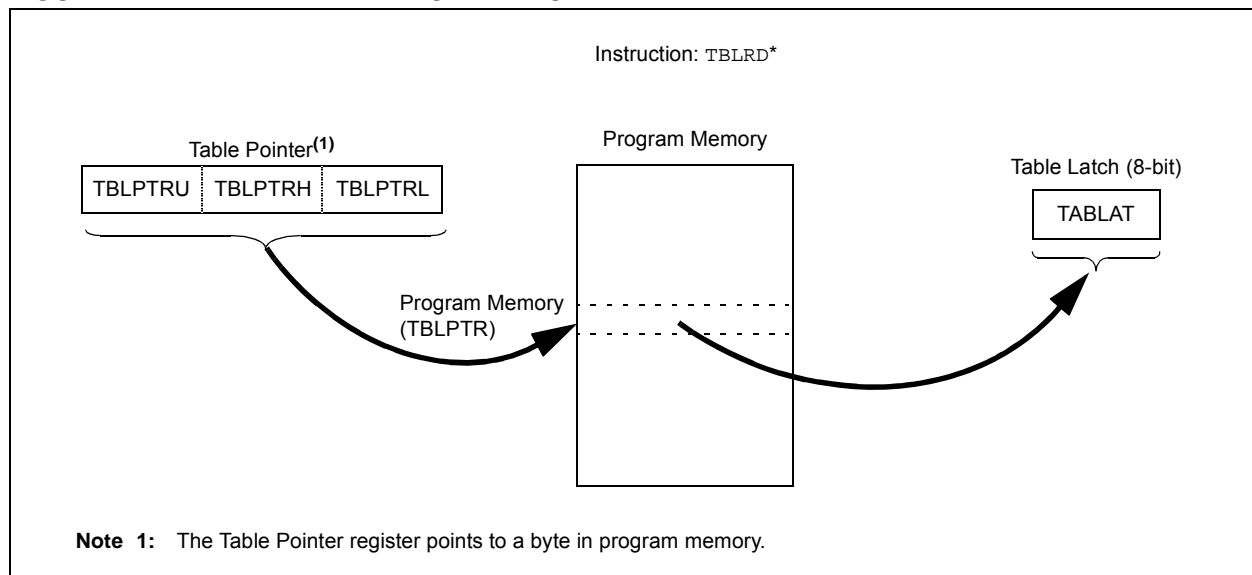 Instruction: TBLRD*
Table Pointer(1)
TBLPTRU TBLPTRH TBLPTRL
Program Memory
Table Latch (8-bit)
TABLAT
Program Memory
(TBLPTR)
Note 1: The Table Pointer register points to a byte in program memory.